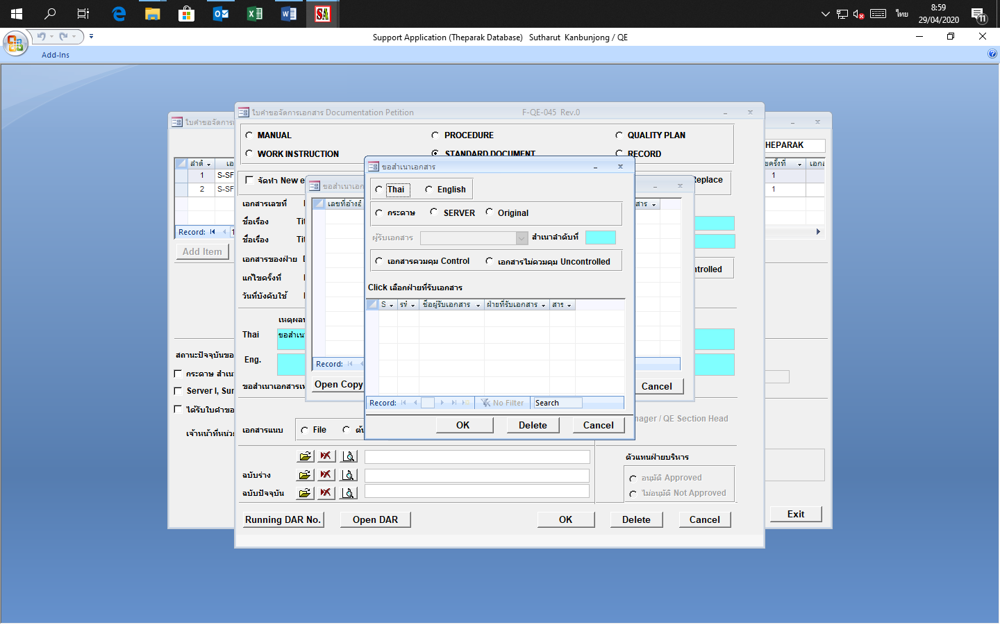 ไทย
8:59
29/04/2020
11
Support Application (Theparak Database) Sutharut Kanbunjong / QE
Add-Ins
ใบคำขอจัดการเอกสาร Documentation Petition F-QE-045 Rev.0
MANUAL PROCEDURE QUALITY PLAN
WORK INSTRUCTION STANDARD DOCUMENT RECORD
HEPARAK
ลำดั เอ
1 S-SF
2 S-SF
Record:
Add Item
จัดทำ New e
Replace
ขอสำเนาเอก
เลขที่อ้างอิ
สาร
ขครั้งที่ เอกส
1
1
เอกสารเลขที่
ชื่อเรื่อง Tit
ชื่อเรื่อง Tit
เอกสารของฝ่าย
แก้ไขครั้งที่
วันที่บังคับใช้
trolled
เหตุผล
Thai ขอสำเนา
Eng.
ขอสำเนาเอกสาร
Record:
Open Copy
Cancel
ขอสำเนาเอกสาร
Thai English
กระดาษ SERVER Original
ผู้รับเอกสาร สำเนาลำดับที่
เอกสารควบคุม Control เอกสารไม่ควบคุม Uncontrolled
Click เลือกฝ่ายที่รับเอกสาร
S รหั ชื่อผู้รับเอกสาร ฝ่ายที่รับเอกสาร สาร
Record: No Filter Search
OK Delete Cancel
สถานะปัจจุบันขอ
กระดาษ สำเน
Server I, Sur
ได้รับใบคำขอ
เจ้าหน้าที่หน่ว
nager / QE Section Head
เอกสารแนบ File ต้น
ตัวแทนฝ่ายบริหาร
ฉบับร่าง
อนุมัติ Approved
ฉบับปัจจุบัน
ไม่อนุมัติ Not Approved
Running DAR No. Open DAR OK Delete Cancel
Exit